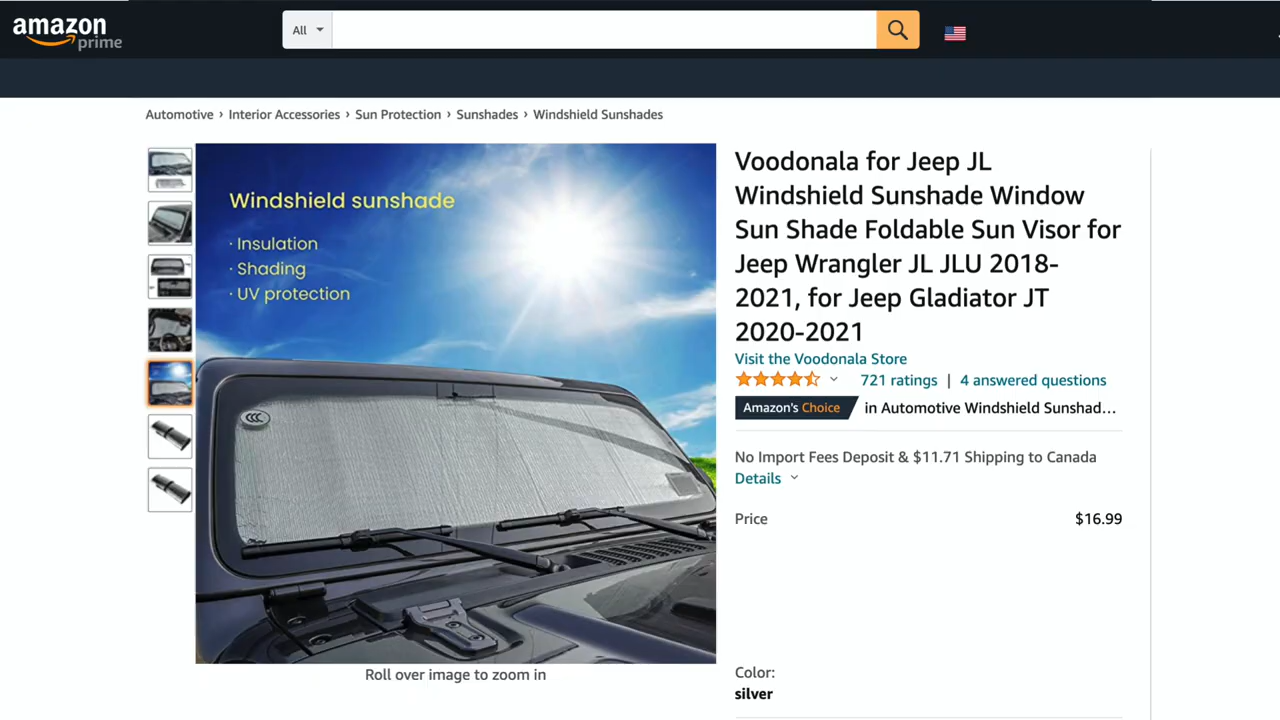 amazon
prime
All
Automotive › Interior Accessories › Sun Protection › Sunshades › Windshield Sunshades
Windshield sunshade
· Insulation
· Shading
· UV protection
Roll over image to zoom in
Voodonala for Jeep JL
Windshield Sunshade Window
Sun Shade Foldable Sun Visor for
Jeep Wrangler JL JLU 2018-
2021, for Jeep Gladiator JT
2020-2021
Visit the Voodonala Store
721 ratings | 4 answered questions
Amazon's Choice in Automotive Windshield Sunshad...
No Import Fees Deposit & $11.71 Shipping to Canada
Details
Price $16.99
Color:
silver